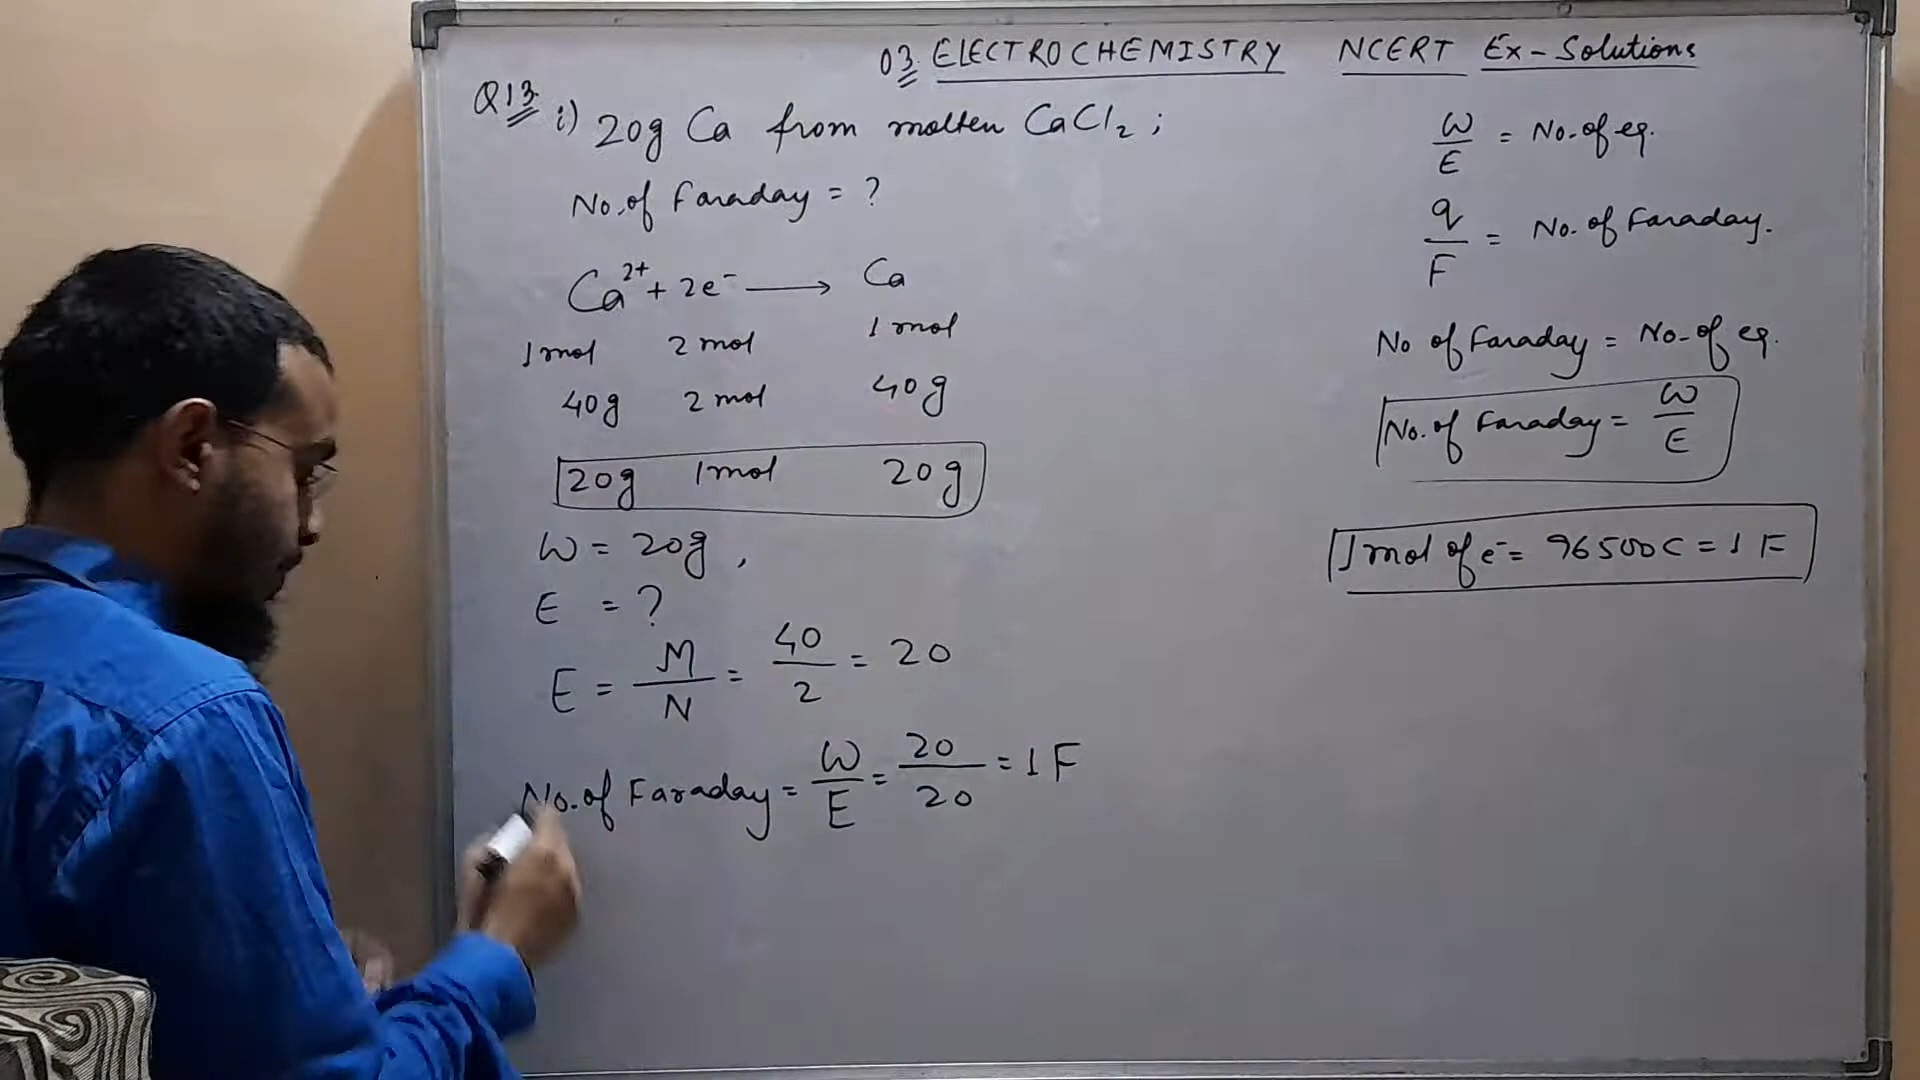 03. ELECTROCHEMISTRY NCERT Ex-Solutions
Q13. i) 20g Ca from molten CaCl₂ ;
No. of Faraday = ?
Ca²⁺ + 2e⁻ ⟶ Ca
1 mol 2 mol 1 mol
40g 2 mol 40g
20g 1 mol 20g
W = 20g ,
E = ?
E = M/N = 40/2 = 20
No. of Faraday = W/E = 20/20 = 1 F
W/E = No. of eq.
q/F = No. of Faraday.
No of Faraday = No. of eq.
No. of Faraday = W/E
1 mol of e⁻ = 96500C = 1 F